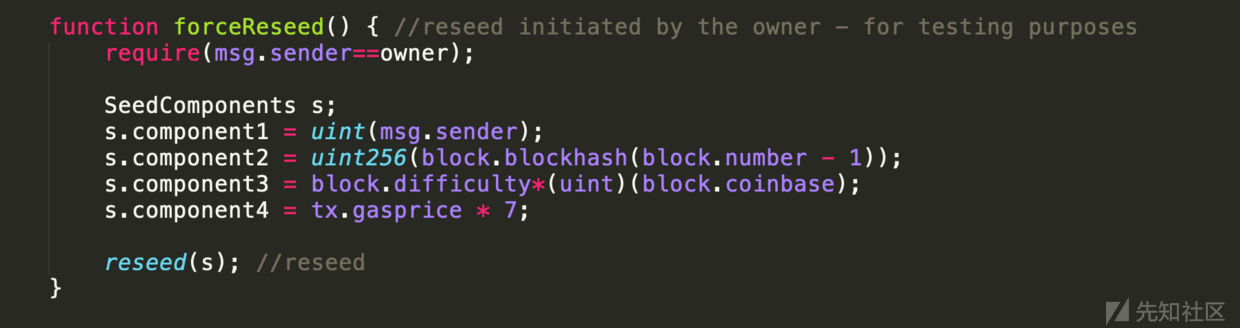 function forceReseed() { //reseed initiated by the owner – for testing purposes
require(msg.sender==owner);
SeedComponents s;
s.component1 = uint(msg.sender);
s.component2 = uint256(block.blockhash(block.number - 1));
s.component3 = block.difficulty*(uint)(block.coinbase);
s.component4 = tx.gasprice * 7;
reseed(s); //reseed
}
先知社区